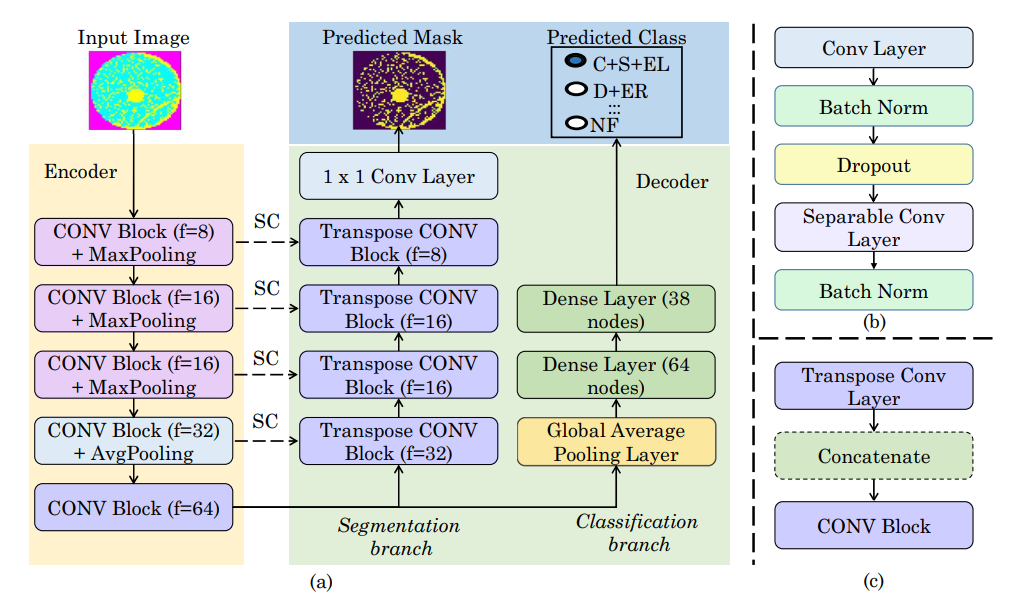 Input Image
Predicted Mask
Predicted Class
C+S+EL
D+ER
...
NF
Encoder
Decoder
CONV Block (f=8)
+ MaxPooling
CONV Block (f=16)
+ MaxPooling
CONV Block (f=16)
+ MaxPooling
CONV Block (f=32)
+ AvgPooling
CONV Block (f=64)
SC
SC
SC
SC
1 x 1 Conv Layer
Transpose CONV
Block (f=8)
Transpose CONV
Block (f=16)
Transpose CONV
Block (f=16)
Transpose CONV
Block (f=32)
Segmentation
branch
Dense Layer (38
nodes)
Dense Layer (64
nodes)
Global Average
Pooling Layer
Classification
branch
(a)
Conv Layer
Batch Norm
Dropout
Separable Conv
Layer
Batch Norm
(b)
Transpose Conv
Layer
Concatenate
CONV Block
(c)